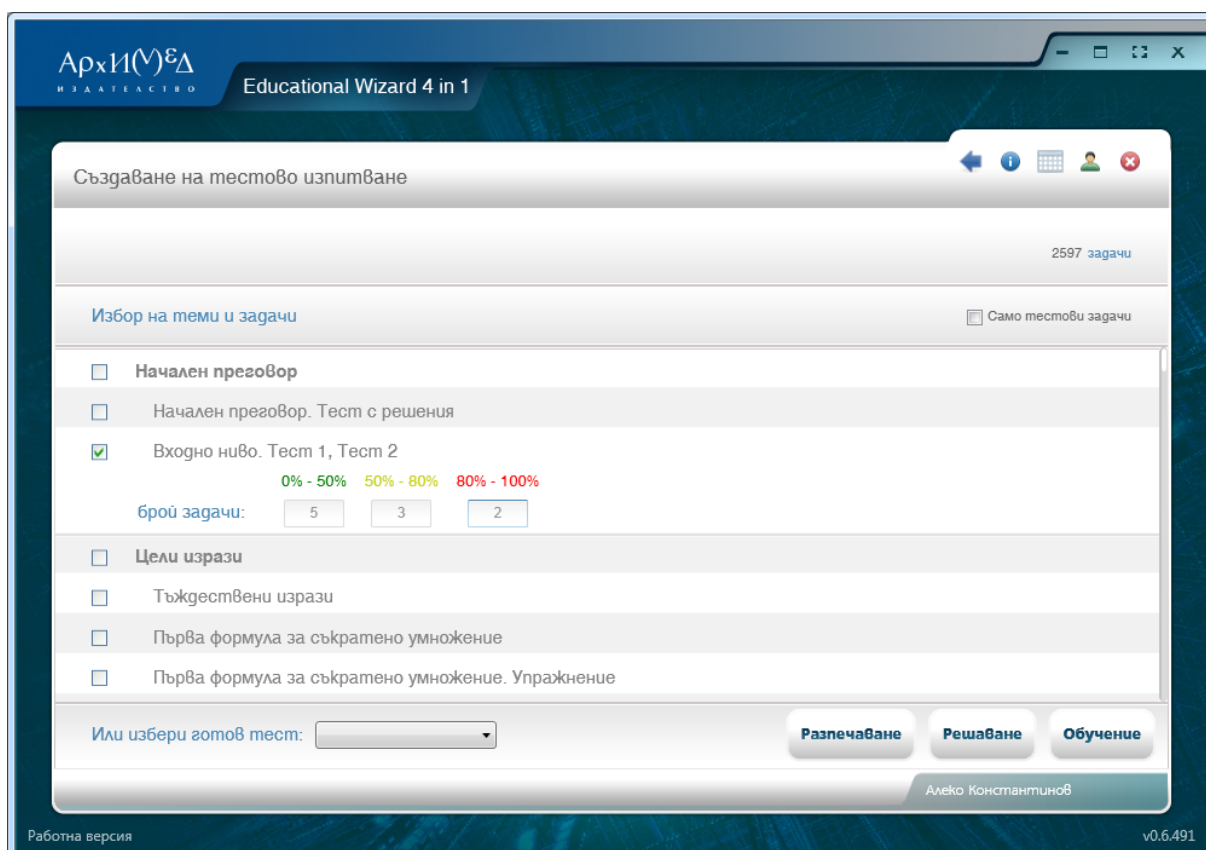 АрхИ(V)εΔ
ИЗДАТЕЛСТВО
Educational Wizard 4 in 1
Създаване на тестово изпитване
2597 задачи
Избор на теми и задачи
Само тестови задачи
Начален преговор
Начален преговор. Тест с решения
Входно ниво. Тест 1, Тест 2
0% - 50% 50% - 80% 80% - 100%
брой задачи: 5 3 2
Цели изрази
Тъждествени изрази
Първа формула за съкратено умножение
Първа формула за съкратено умножение. Упражнение
Или избери готов тест:
Разпечаване Решаване Обучение
Алеко Константинов
Работна версия v0.6.491